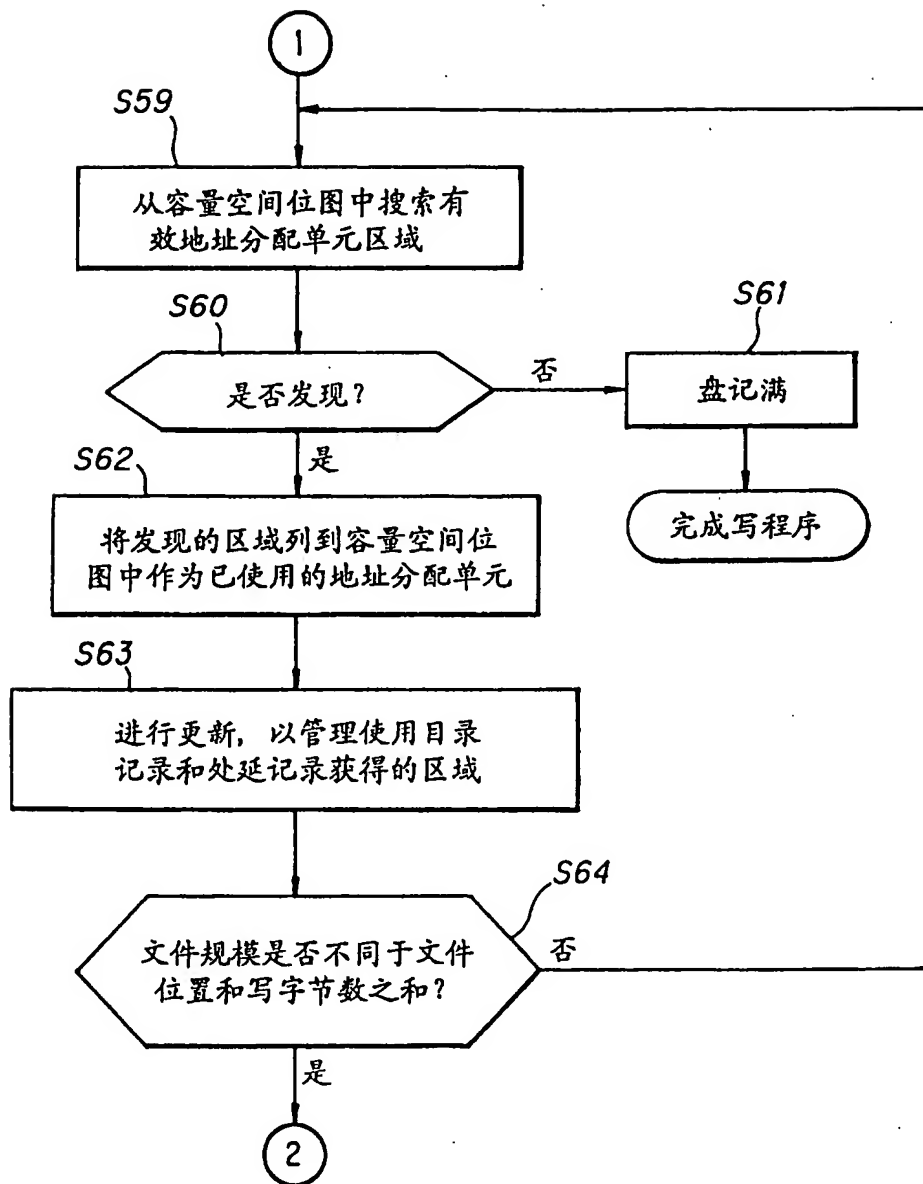 1
S59
从容量空间位图中搜索有
效地址分配单元区域
S60
是否发现？
否
S61
盘记满
是
完成写程序
S62
将发现的区域列到容量空间位
图中作为已使用的地址分配单元
S63
进行更新，以管理使用目录
记录和处延记录获得的区域
S64
文件规模是否不同于文件
位置和写字节数之和？
否
是
2